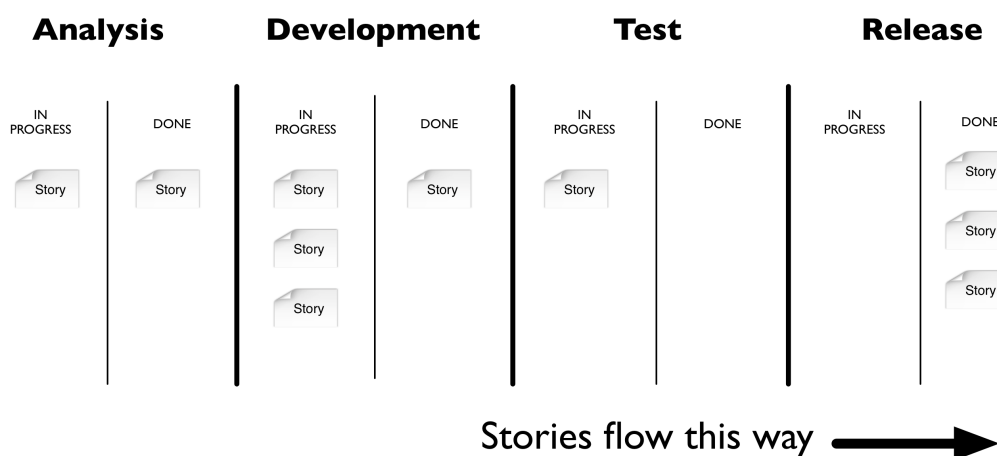 Analysis
Development
Test
Release
IN
PROGRESS
DONE
IN
PROGRESS
DONE
IN
PROGRESS
DONE
IN
PROGRESS
DONE
Story
Story
Story
Story
Story
Story
Story
Story
Story
Story
Stories flow this way